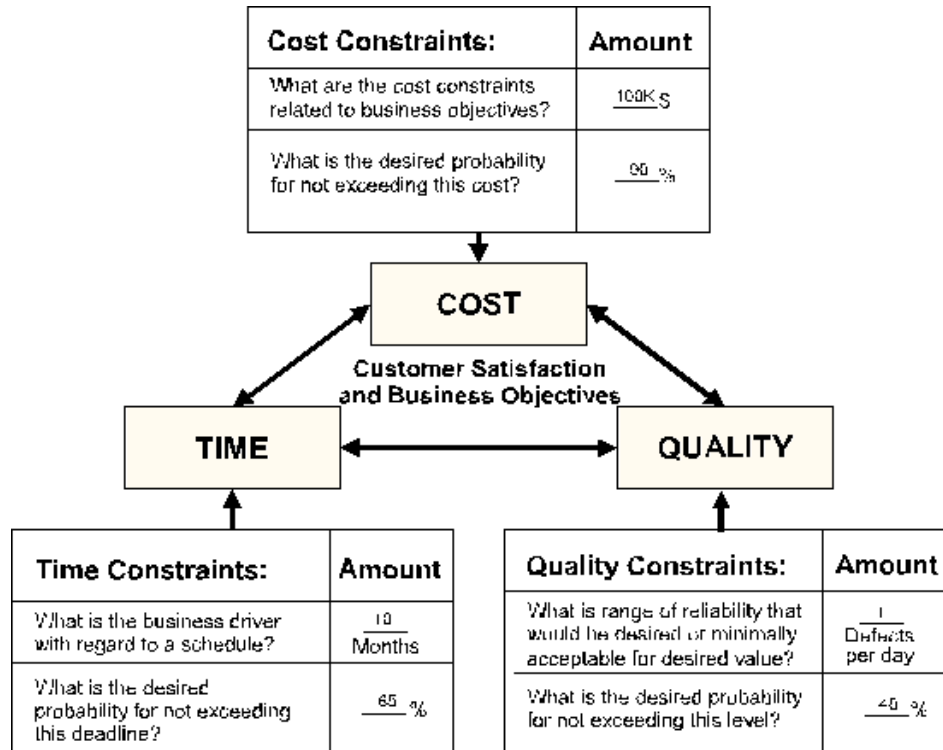 Cost Constraints: Amount
What are the cost constraints
related to business objectives?
100K $
What is the desired probability
for not exceeding this cost?
%
COST
Customer Satisfaction
and Business Objectives
TIME
QUALITY
Time Constraints: Amount
What is the business driver
with regard to a schedule?
10
Months
What is the desired
probability for not exceeding
this deadline?
65 %
Quality Constraints: Amount
What is range of reliability that
would be desired or minimally
acceptable for desired value?
1
Defects
per day
What is the desired probability
for not exceeding this level?
%